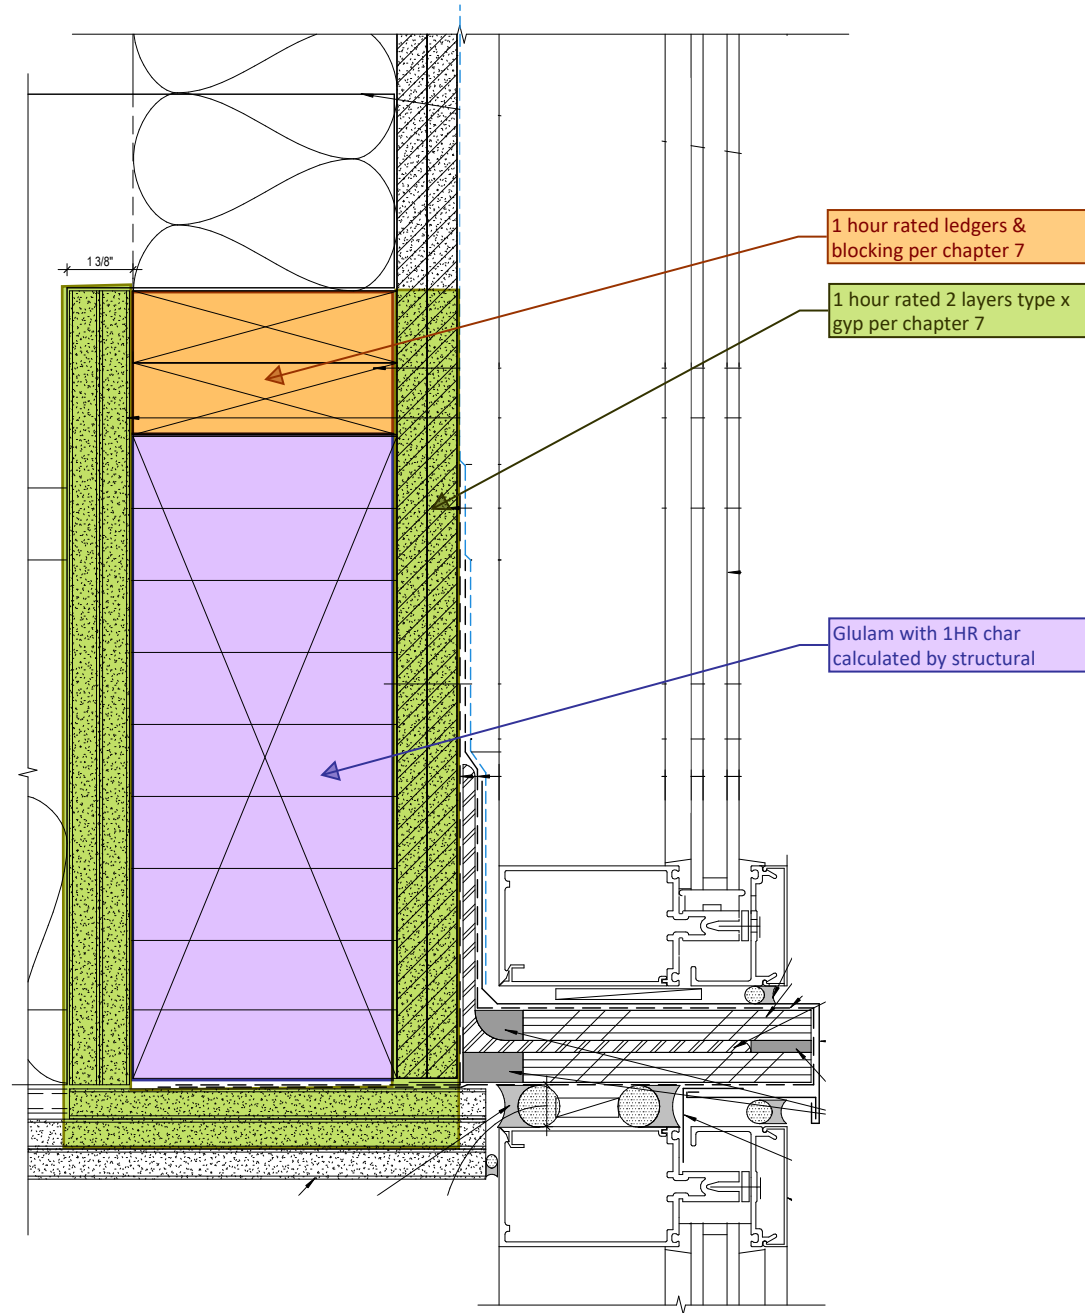 1 hour rated ledgers &
blocking per chapter 7
1 3/8"
1 hour rated 2 layers type x
gyp per chapter 7
Glulam with 1HR char
calculated by structural